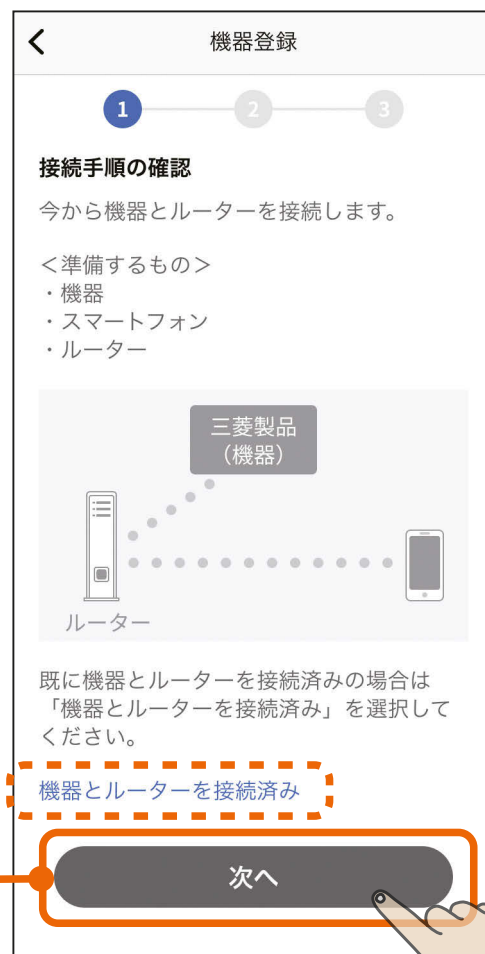 機器登録
1 2 3
接続手順の確認
今から機器とルーターを接続します。
＜準備するもの＞
・機器
・スマートフォン
・ルーター
三菱製品
（機器）
ルーター
既に機器とルーターを接続済みの場合は
「機器とルーターを接続済み」を選択して
ください。
機器とルーターを接続済み
次へ